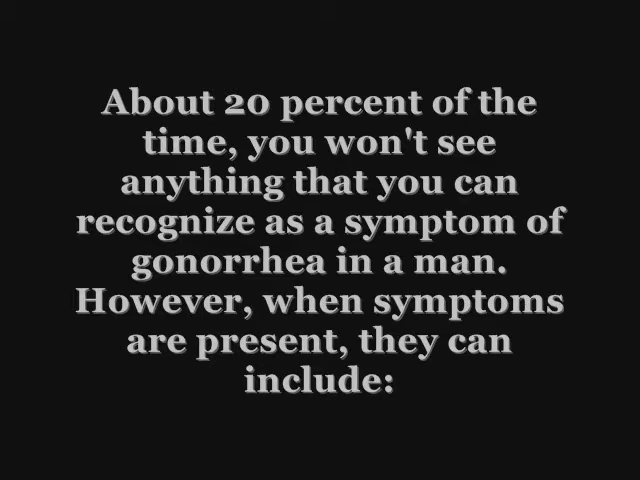 About 20 percent of the
time, you won't see
anything that you can
recognize as a symptom of
gonorrhea in a man.
However, when symptoms
are present, they can
include: